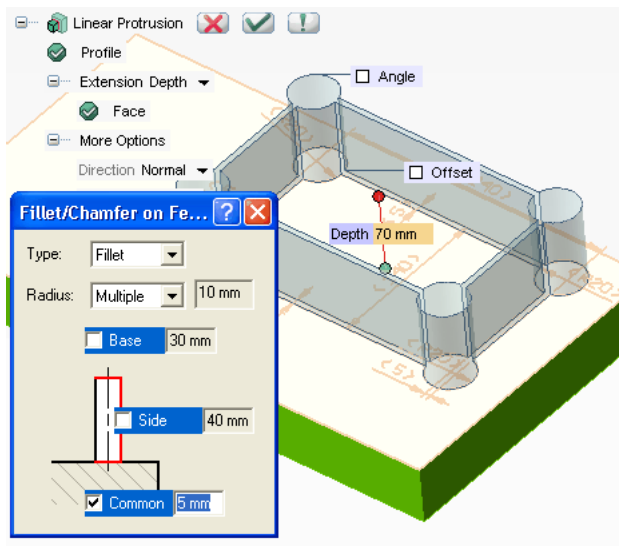 Linear Protrusion
Profile
Angle
Extension Depth
Face
More Options
Offset
Direction Normal
Fillet/Chamfer on Fe...
Depth 70 mm
Type: Fillet
Radius: Multiple 10 mm
Base 30 mm
Side 40 mm
<5>
Common 5 mm